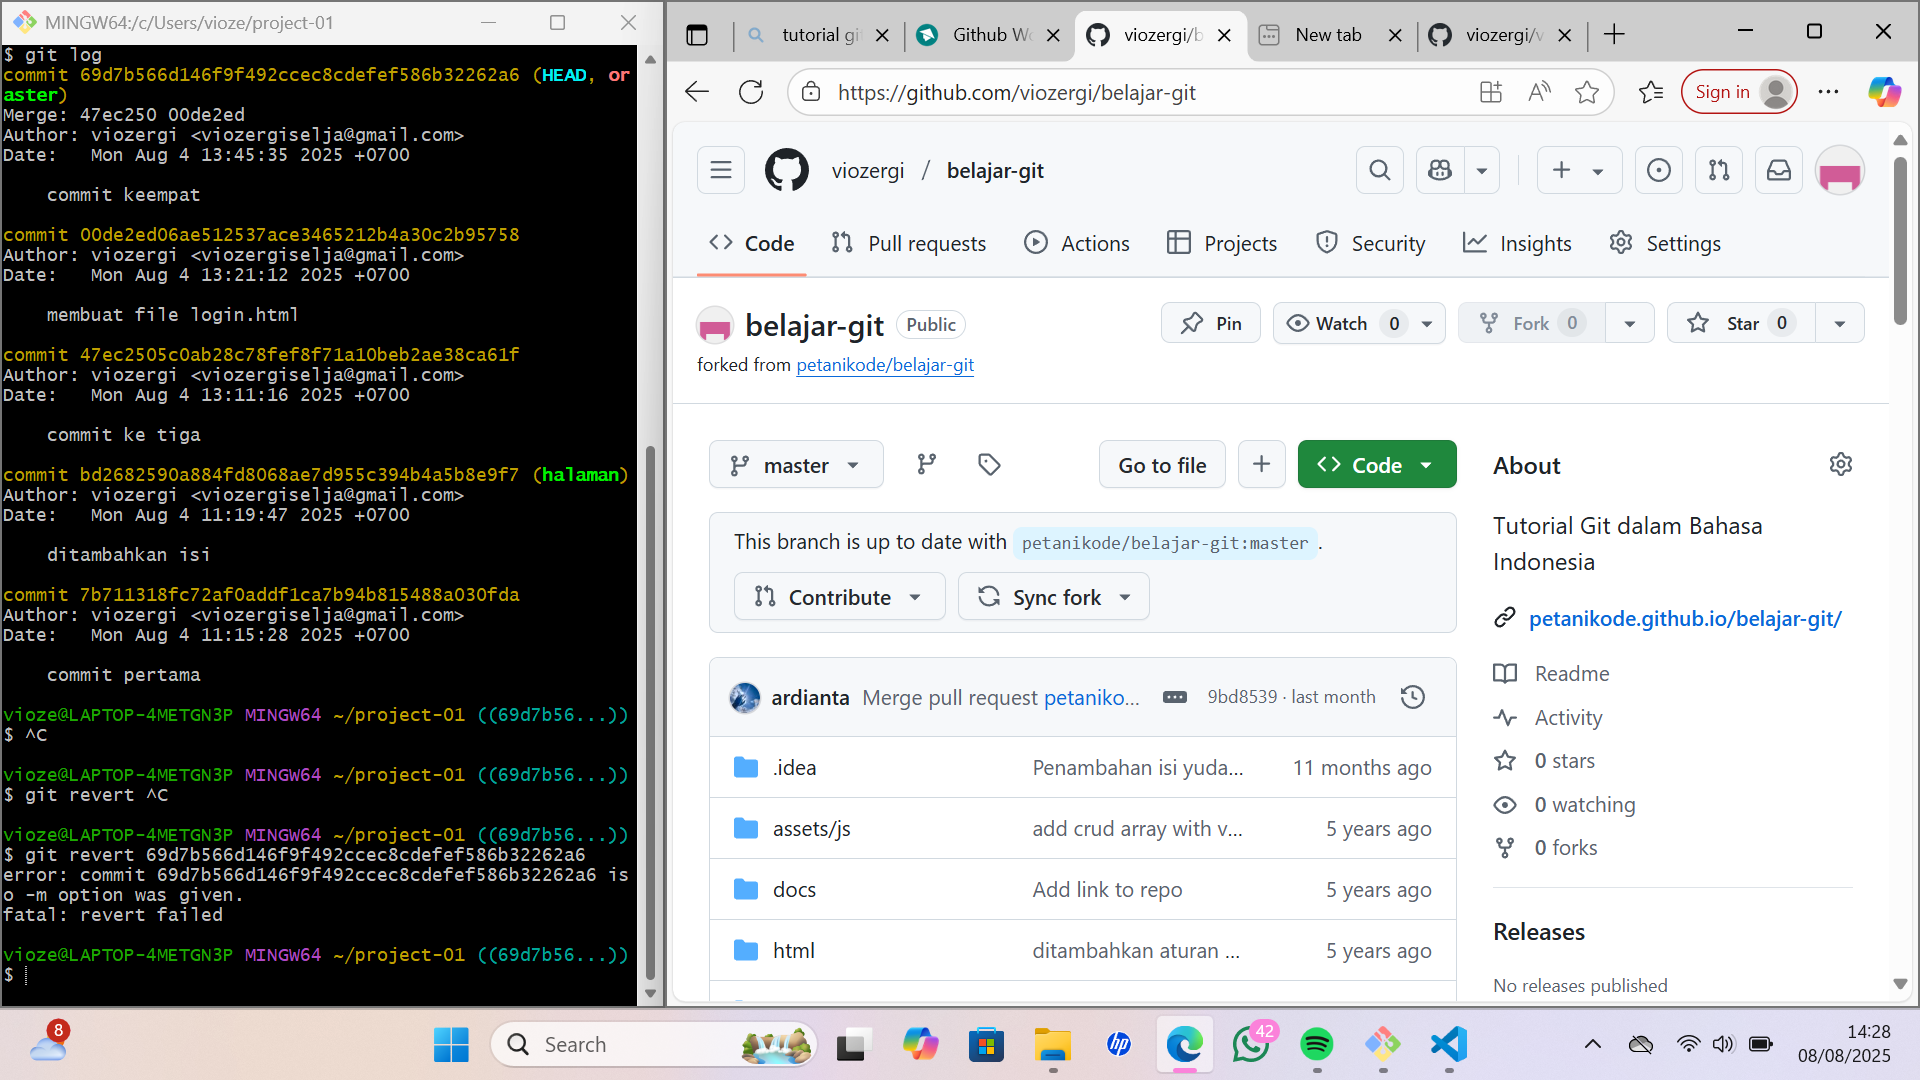 MINGW64:/c/Users/vioze/project-01
$ git log
commit 69d7b566d146f9f492ccec8cdefef586b32262a6 (HEAD, or
aster)
Merge: 47ec250 00de2ed
Author: viozergi <viozergiselja@gmail.com>
Date:   Mon Aug 4 13:45:35 2025 +0700
commit keempat
commit 00de2ed06ae512537ace3465212b4a30c2b95758
Author: viozergi <viozergiselja@gmail.com>
Date:   Mon Aug 4 13:21:12 2025 +0700
membuat file login.html
commit 47ec2505c0ab28c78fef8f71a10beb2ae38ca61f
Author: viozergi <viozergiselja@gmail.com>
Date:   Mon Aug 4 13:11:16 2025 +0700
commit ke tiga
commit bd2682590a884fd8068ae7d955c394b4a5b8e9f7 (halaman)
Author: viozergi <viozergiselja@gmail.com>
Date:   Mon Aug 4 11:19:47 2025 +0700
ditambahkan isi
commit 7b711318fc72af0addf1ca7b94b815488a030fda
Author: viozergi <viozergiselja@gmail.com>
Date:   Mon Aug 4 11:15:28 2025 +0700
commit pertama
vioze@LAPTOP-4METGN3P MINGW64 ~/project-01 ((69d7b56...))
$ ^C
vioze@LAPTOP-4METGN3P MINGW64 ~/project-01 ((69d7b56...))
$ git revert ^C
vioze@LAPTOP-4METGN3P MINGW64 ~/project-01 ((69d7b56...))
$ git revert 69d7b566d146f9f492ccec8cdefef586b32262a6
error: commit 69d7b566d146f9f492ccec8cdefef586b32262a6 is
o -m option was given.
fatal: revert failed
vioze@LAPTOP-4METGN3P MINGW64 ~/project-01 ((69d7b56...))
$
tutorial git Github Wo viozergi/b New tab viozergi/v
https://github.com/viozergi/belajar-git
Sign in
viozergi / belajar-git
Code Pull requests Actions Projects Security Insights Settings
belajar-git Public
Pin Watch 0 Fork 0 Star 0
forked from petanikode/belajar-git
master Go to file Code
This branch is up to date with petanikode/belajar-git:master .
Contribute Sync fork
ardianta Merge pull request petaniko... 9bd8539 · last month
.idea Penambahan isi yuda... 11 months ago
assets/js add crud array with v... 5 years ago
docs Add link to repo 5 years ago
html ditambahkan aturan ... 5 years ago
About
Tutorial Git dalam Bahasa
Indonesia
petanikode.github.io/belajar-git/
Readme
Activity
0 stars
0 watching
0 forks
Releases
No releases published
8
Search
hp
42
14:28
08/08/2025